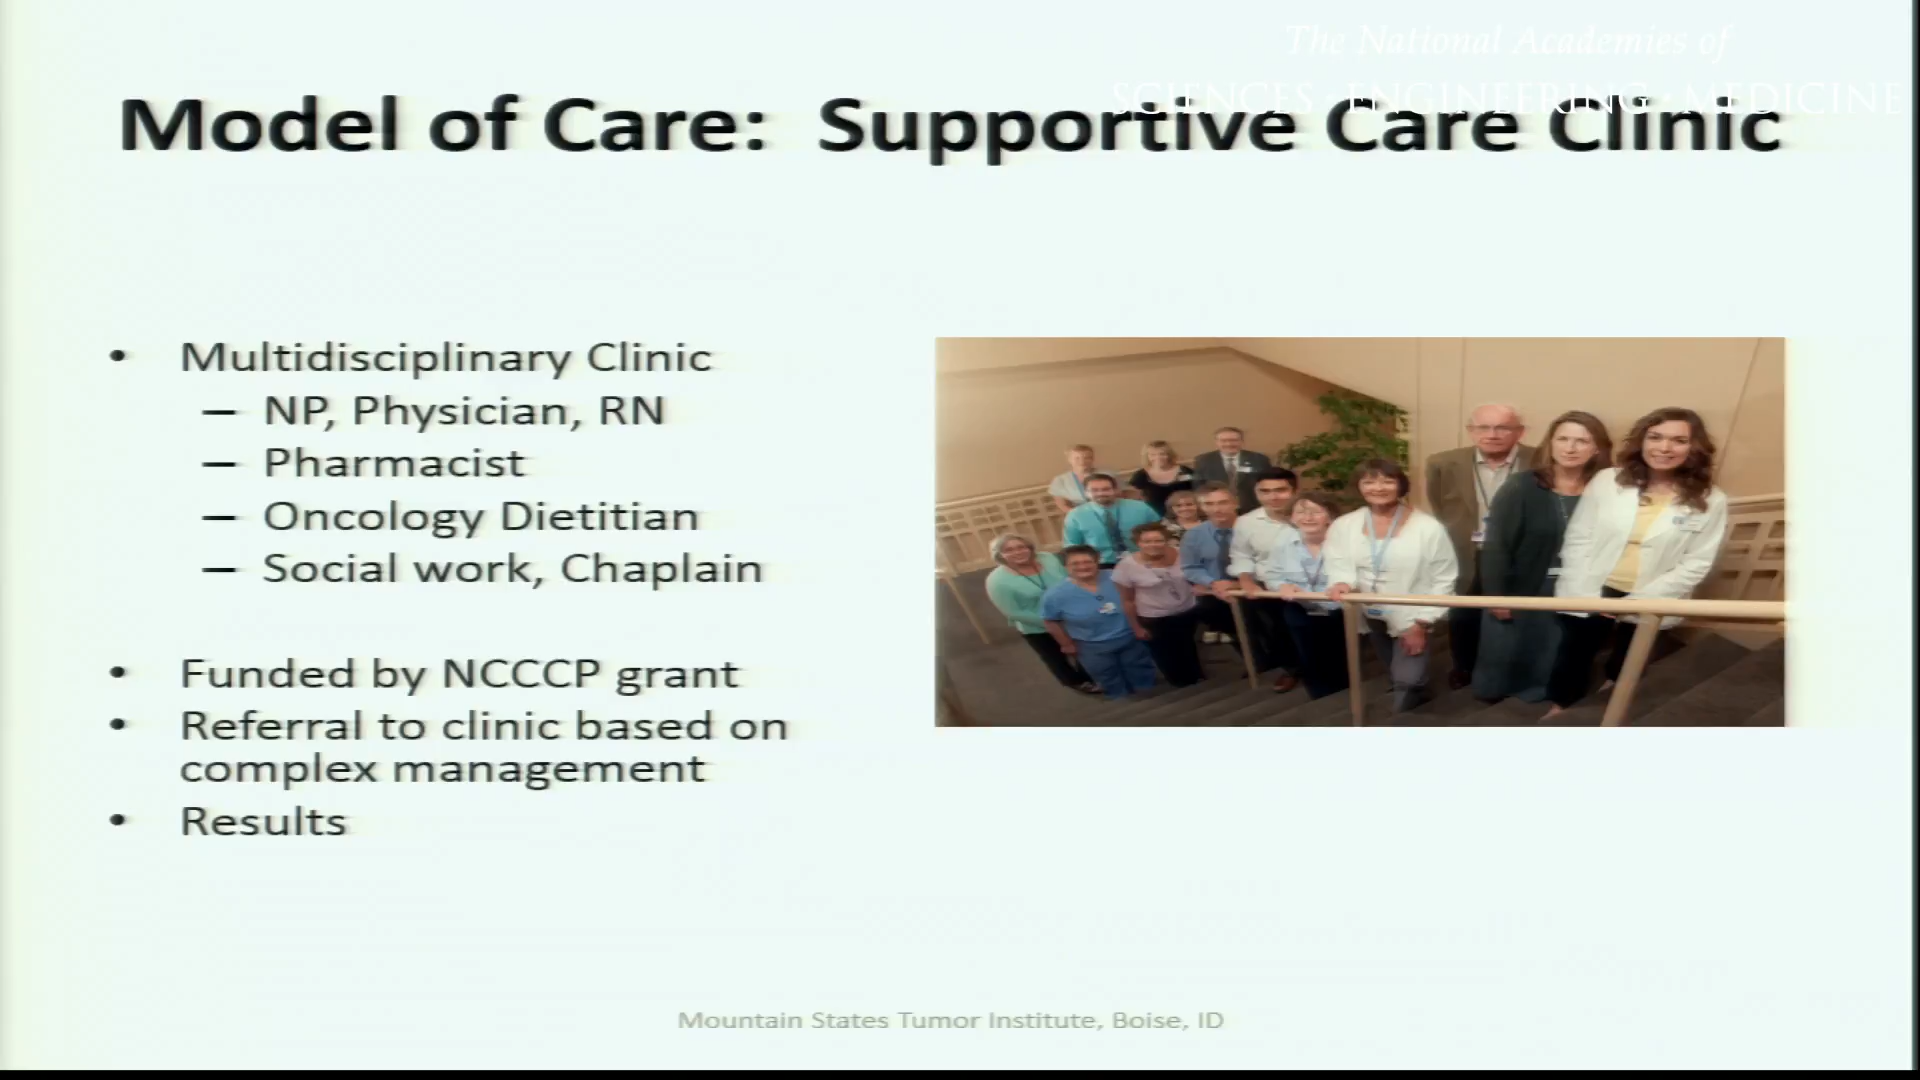 The National Academies of
SCIENCES · ENGINEERING · MEDICINE
Model of Care: Supportive Care Clinic
• Multidisciplinary Clinic
– NP, Physician, RN
– Pharmacist
– Oncology Dietitian
– Social work, Chaplain
• Funded by NCCCP grant
• Referral to clinic based on
complex management
• Results
Mountain States Tumor Institute, Boise, ID